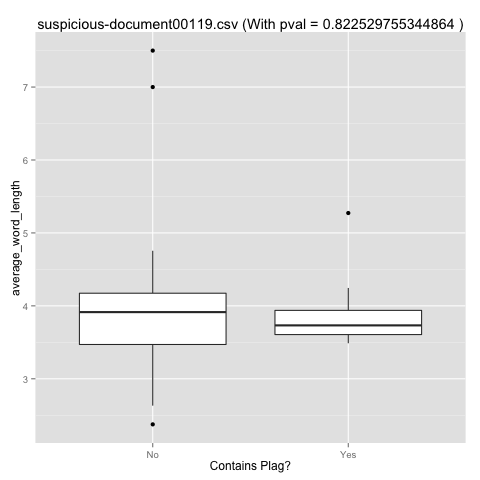 suspicious-document00119.csv (With pval = 0.822529755344864 )
7
6
5
4
3
average_word_length
No
Yes
Contains Plag?